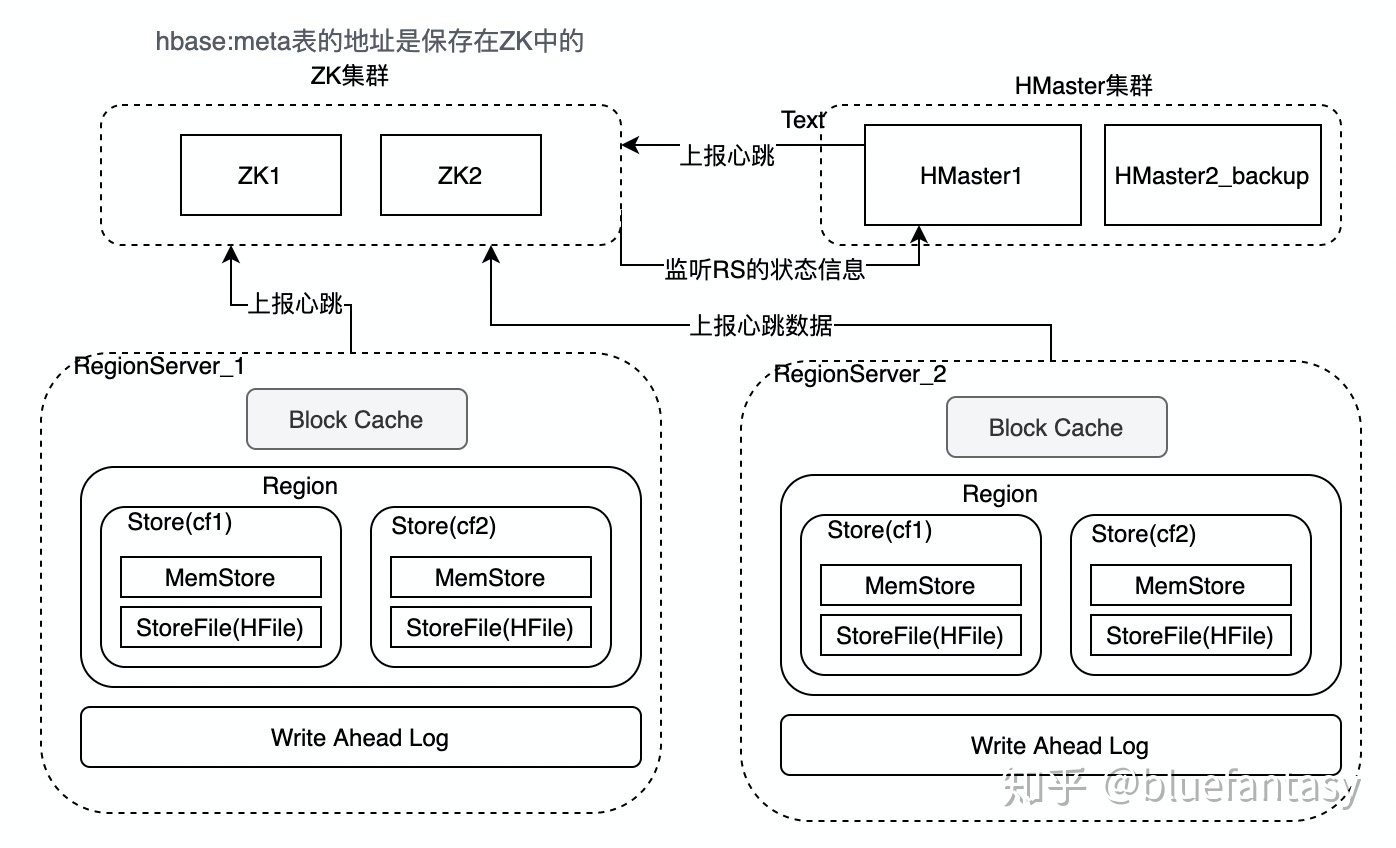 hbase:meta表的地址是保存在ZK中的
ZK集群
HMaster集群
Text
ZK1
ZK2
上报心跳
HMaster1
HMaster2_backup
监听RS的状态信息
上报心跳
上报心跳数据
RegionServer_1
Block Cache
Region
Store(cf1)
MemStore
StoreFile(HFile)
Store(cf2)
MemStore
StoreFile(HFile)
Write Ahead Log
RegionServer_2
Block Cache
Region
Store(cf1)
MemStore
StoreFile(HFile)
Store(cf2)
MemStore
StoreFile(HFile)
Write Ahead Log
知乎 @bluefantasy